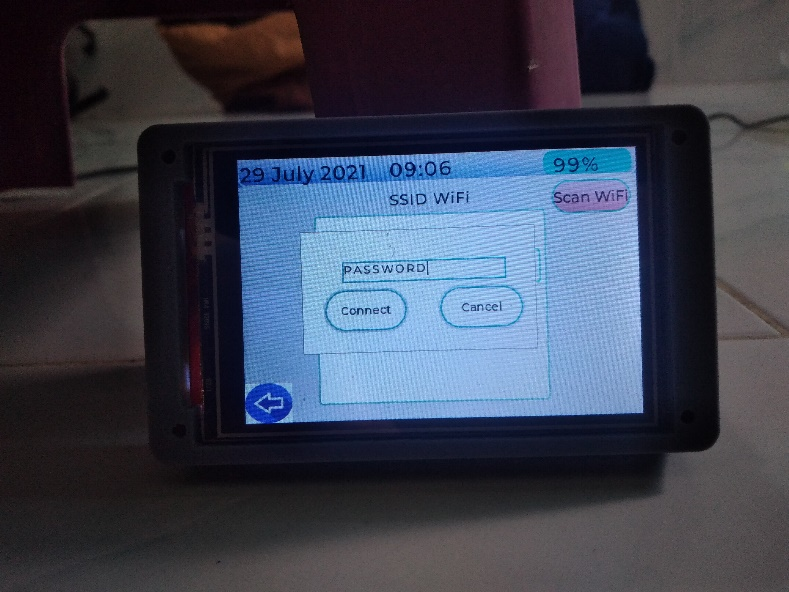 29 July 2021 09:06 99%
SSID WiFi
Scan WiFi
PASSWORD
Connect Cancel